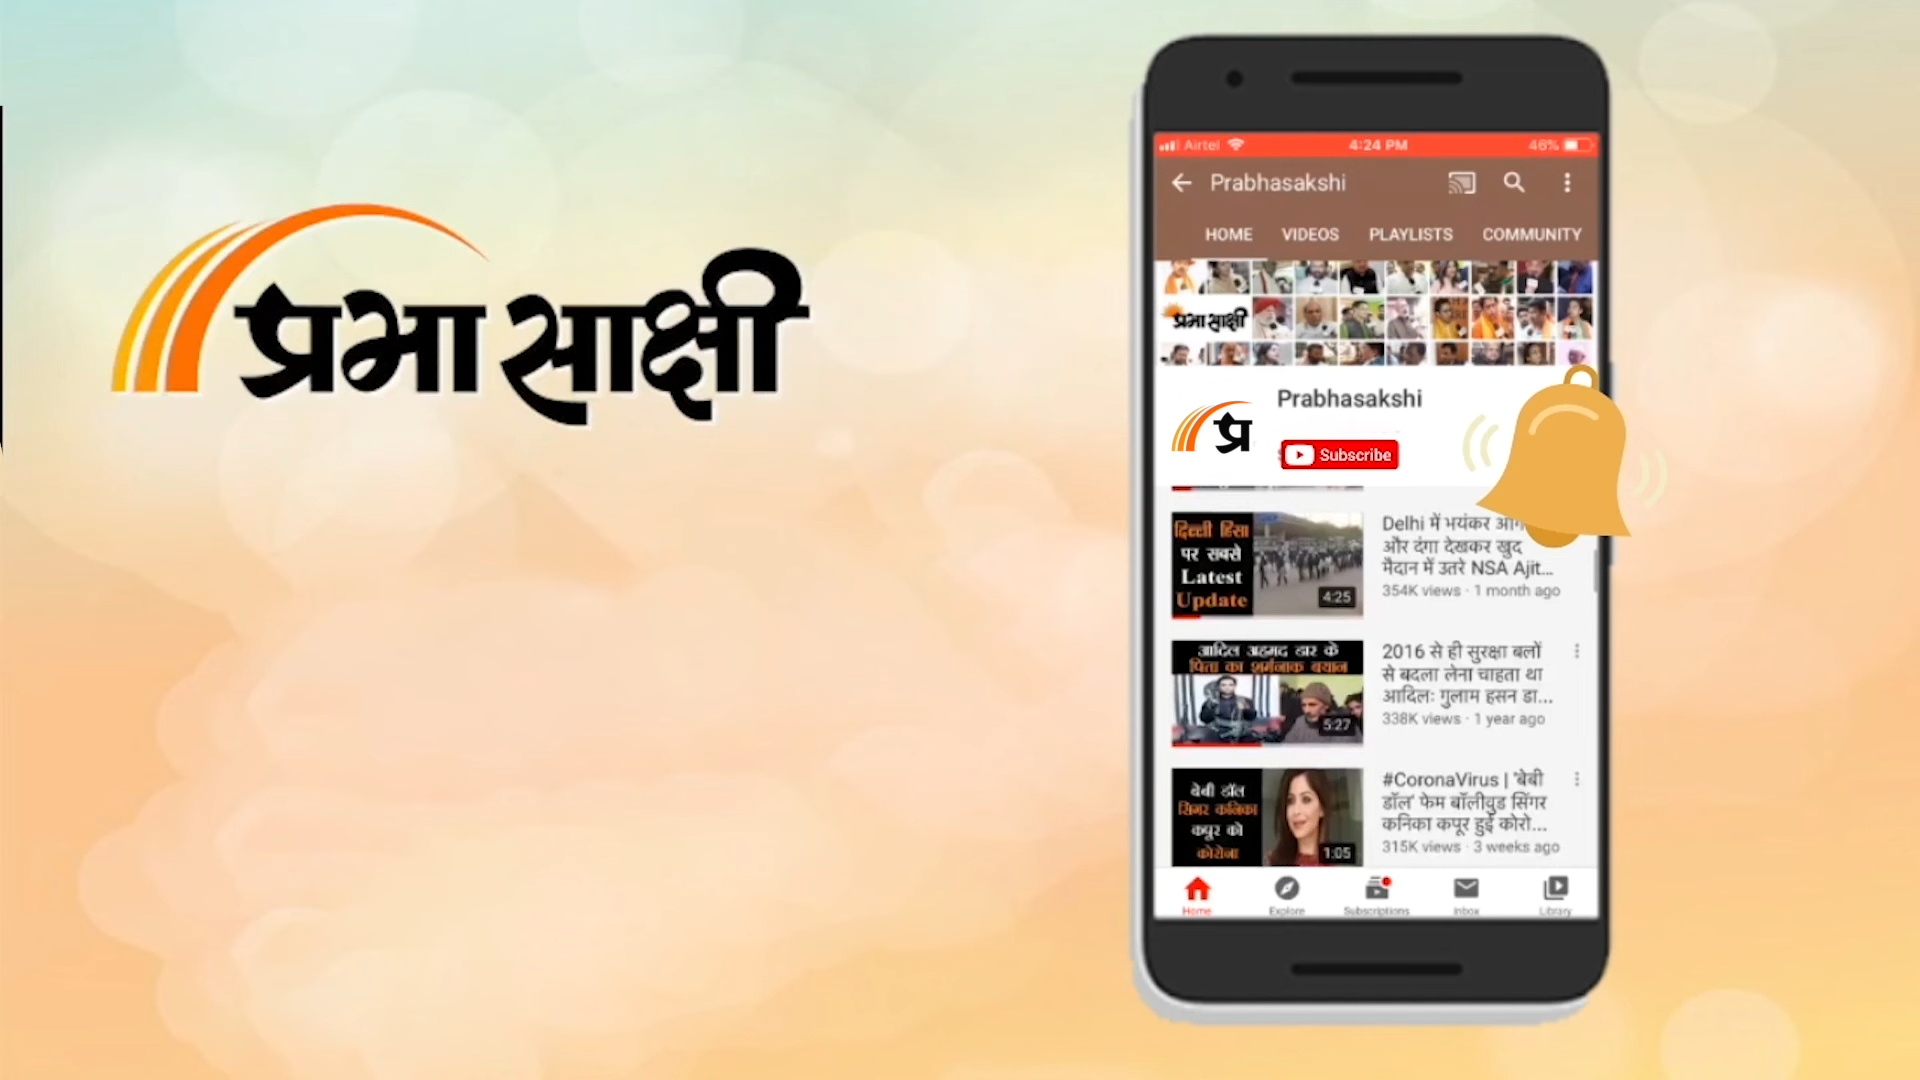 प्रभासाक्षी
Airtel
4:24 PM
46%
Prabhasakshi
HOME VIDEOS PLAYLISTS COMMUNITY
प्रभासाक्षी
Prabhasakshi
प्र
Subscribe
दिल्ली हिंसा
पर सबसे
Latest
Update
4:25
Delhi में भयंकर
और दंगा देखकर खुद
मैदान में उतरे NSA Ajit...
354K views · 1 month ago
आदिल अहमद डार के
पिता का शर्मनाक बयान
5:27
2016 से ही सुरक्षा बलों
से बदला लेना चाहता था
आदिलः गुलाम हसन डा...
338K views · 1 year ago
बेबी डॉल
सिंगर कनिका
कपूर को
कोरोना
1:05
#CoronaVirus | 'बेबी
डॉल' फेम बॉलीवुड सिंगर
कनिका कपूर हुई कोरो...
315K views · 3 weeks ago
Home Explore Subscriptions Inbox Library